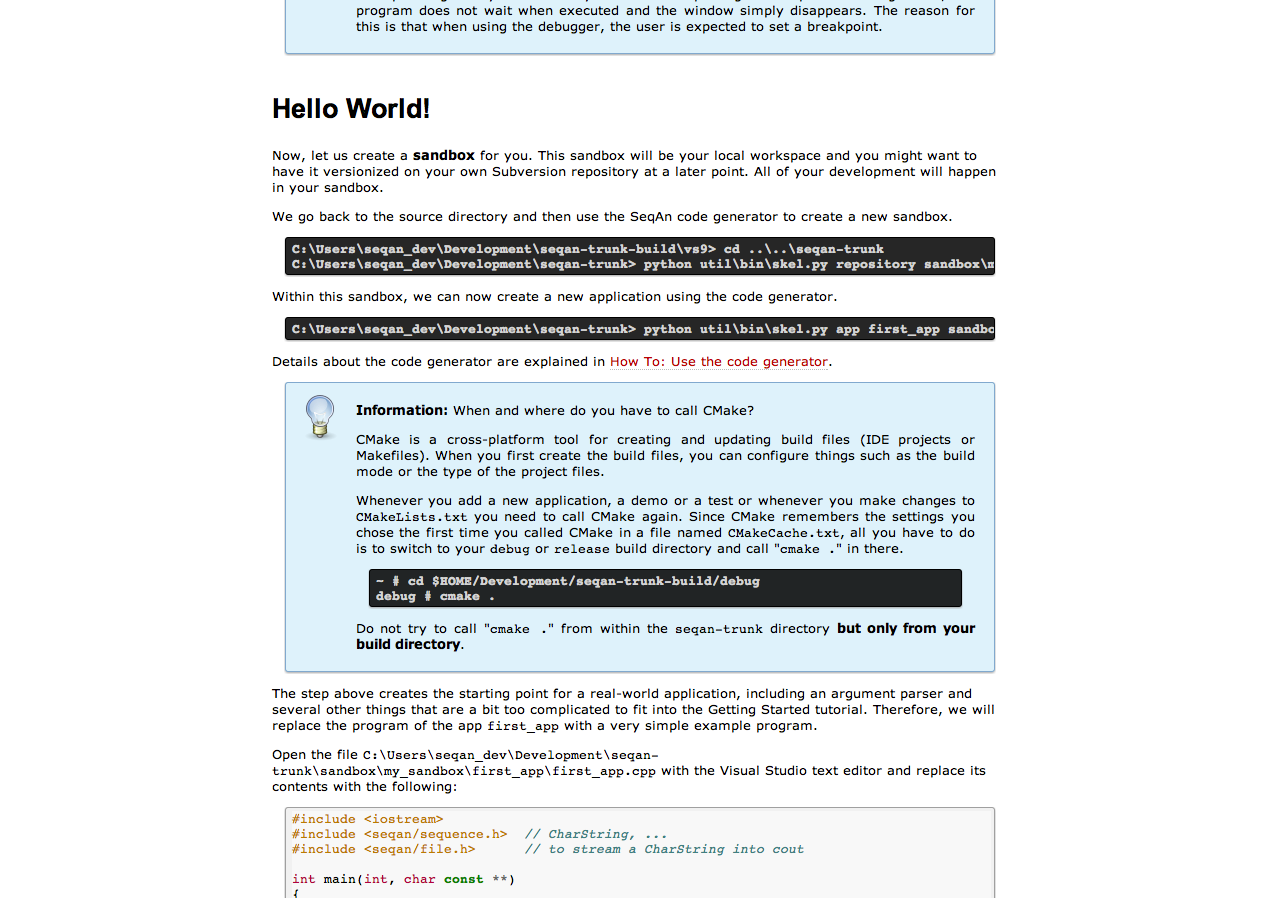 program does not wait when executed and the window simply disappears. The reason for
this is that when using the debugger, the user is expected to set a breakpoint.
Hello World!
Now, let us create a sandbox for you. This sandbox will be your local workspace and you might want to
have it versionized on your own Subversion repository at a later point. All of your development will happen
in your sandbox.
We go back to the source directory and then use the SeqAn code generator to create a new sandbox.
C:\Users\seqan_dev\Development\seqan-trunk-build\vs9> cd ..\..\seqan-trunk
C:\Users\seqan_dev\Development\seqan-trunk> python util\bin\skel.py repository sandbox\m
Within this sandbox, we can now create a new application using the code generator.
C:\Users\seqan_dev\Development\seqan-trunk> python util\bin\skel.py app first_app sandbo
Details about the code generator are explained in How To: Use the code generator.
Information: When and where do you have to call CMake?
CMake is a cross-platform tool for creating and updating build files (IDE projects or
Makefiles). When you first create the build files, you can configure things such as the build
mode or the type of the project files.
Whenever you add a new application, a demo or a test or whenever you make changes to
CMakeLists.txt you need to call CMake again. Since CMake remembers the settings you
chose the first time you called CMake in a file named CMakeCache.txt, all you have to do
is to switch to your debug or release build directory and call "cmake ." in there.
~ # cd $HOME/Development/seqan-trunk-build/debug
debug # cmake .
Do not try to call "cmake ." from within the seqan-trunk directory but only from your
build directory.
The step above creates the starting point for a real-world application, including an argument parser and
several other things that are a bit too complicated to fit into the Getting Started tutorial. Therefore, we will
replace the program of the app first_app with a very simple example program.
Open the file C:\Users\seqan_dev\Development\seqan-
trunk\sandbox\my_sandbox\first_app\first_app.cpp with the Visual Studio text editor and replace its
contents with the following:
#include <iostream>
#include <seqan/sequence.h>  // CharString, ...
#include <seqan/file.h>      // to stream a CharString into cout
int main(int, char const **)
{